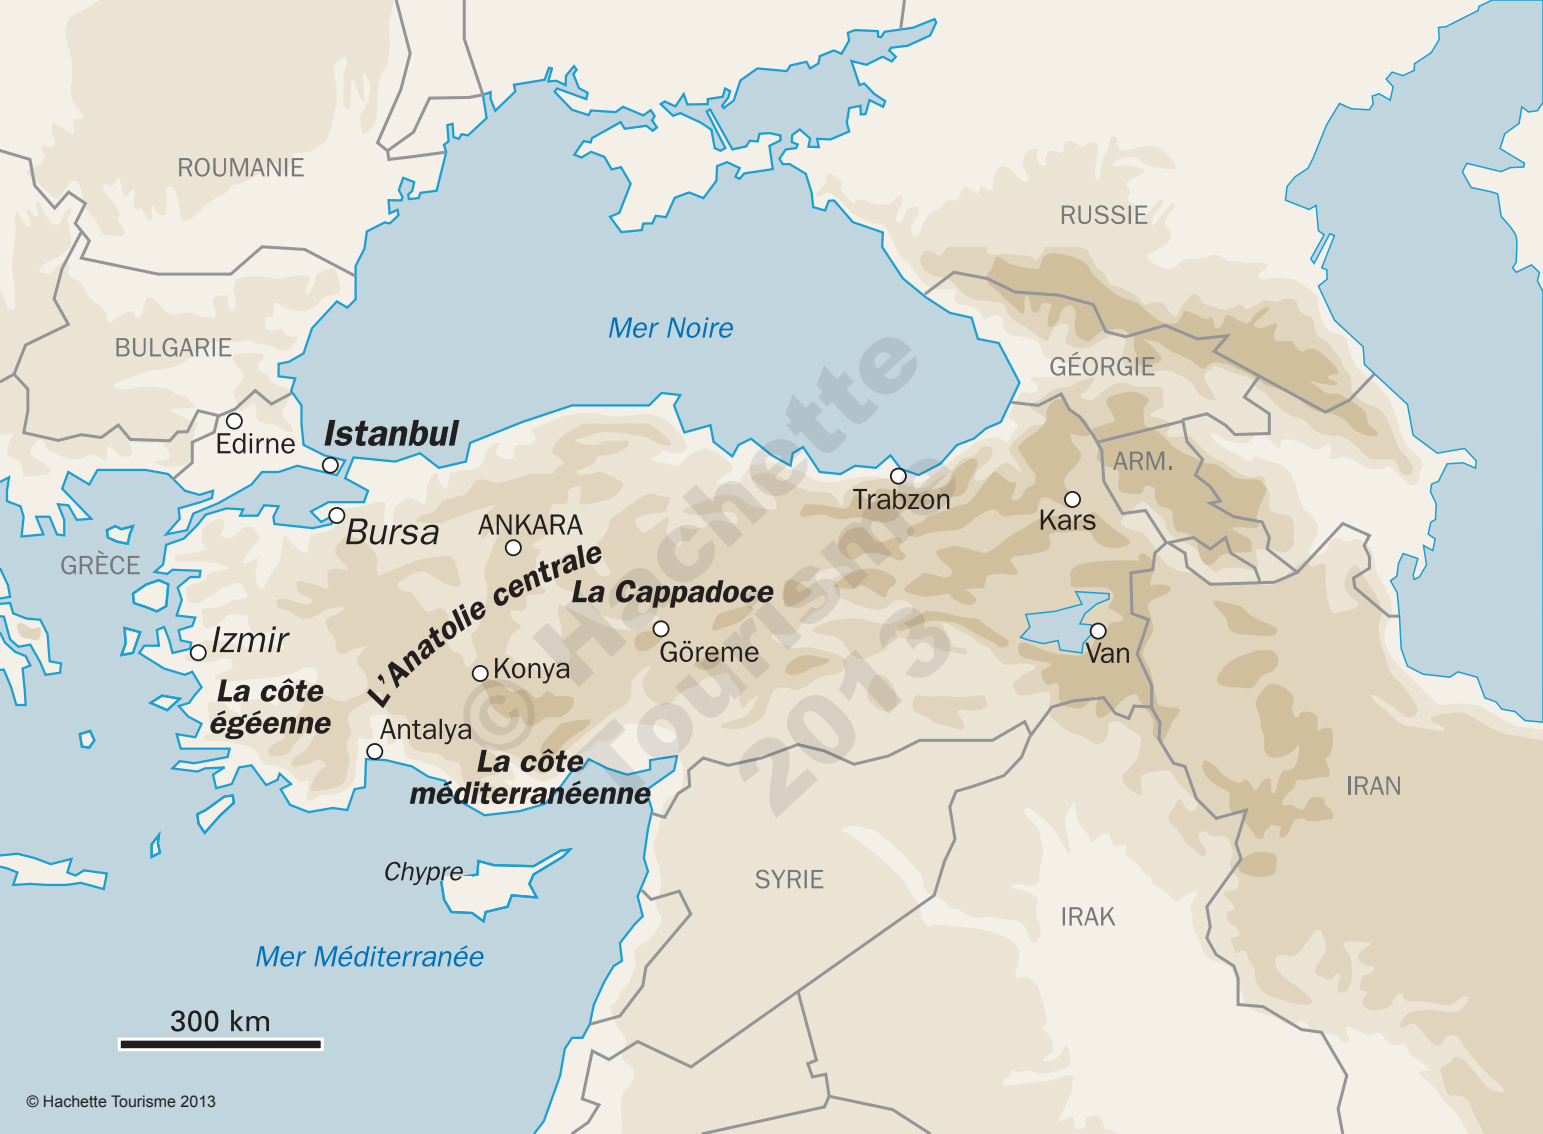 ROUMANIE
RUSSIE
Mer Noire
BULGARIE
GÉORGIE
Edirne
Istanbul
ARM.
Trabzon
Kars
Bursa
ANKARA
GRÈCE
L'Anatolie centrale
La Cappadoce
Izmir
Göreme
Van
Konya
La côte
égéenne
Antalya
La côte
méditerranéenne
IRAN
Chypre
SYRIE
IRAK
Mer Méditerranée
300 km
© Hachette
Tourisme
2013
© Hachette Tourisme 2013